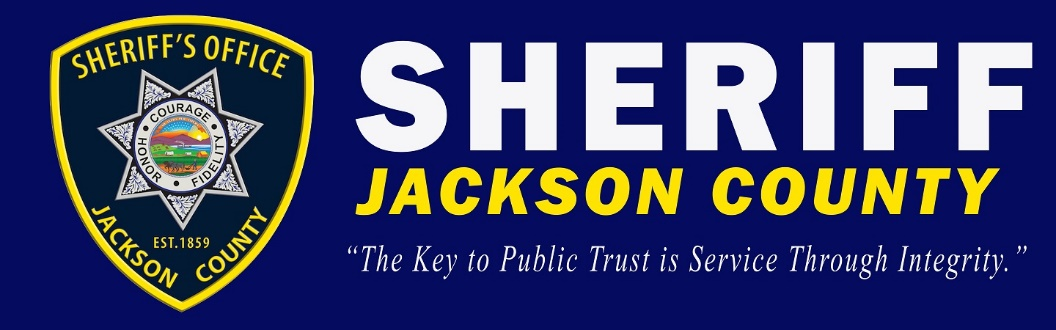 SHERIFF'S OFFICE
COURAGE
HONOR
FIDELITY
EST.1859
JACKSON COUNTY
SHERIFF
JACKSON COUNTY
“The Key to Public Trust is Service Through Integrity.”